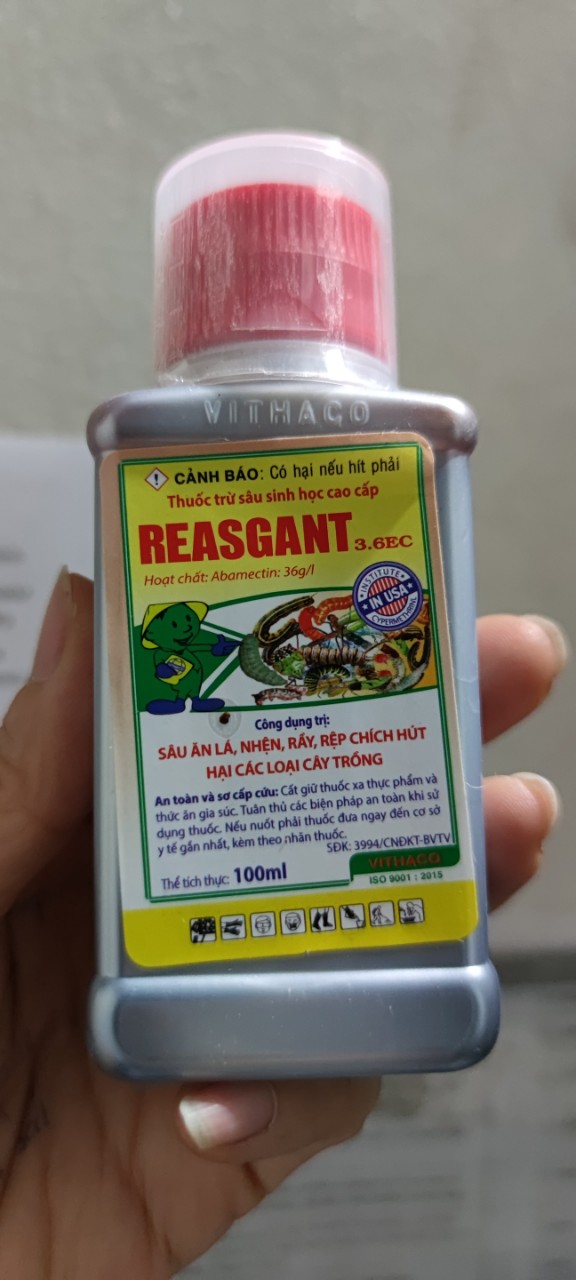 VITHACO
CẢNH BÁO: Có hại nếu hít phải
Thuốc trừ sâu sinh học cao cấp
REASGANT 3.6EC
Hoạt chất: Abamectin: 36g/l
INSTITUTE
IN USA
CYPERMETHRINE
Công dụng trị:
SÂU ĂN LÁ, NHỆN, RẦY, RỆP CHÍCH HÚT
HẠI CÁC LOẠI CÂY TRỒNG
An toàn và sơ cấp cứu: Cất giữ thuốc xa thực phẩm và
thức ăn gia súc. Tuân thủ các biện pháp an toàn khi sử
dụng thuốc. Nếu nuốt phải thuốc đưa ngay đến cơ sở
y tế gần nhất, kèm theo nhãn thuốc.
SĐK: 3994/CNĐKT-BVTV
VITHACO
Thể tích thực: 100ml
ISO 9001 : 2015